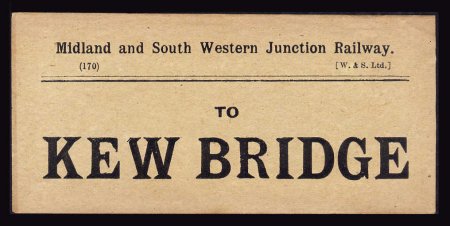 Midland and South Western Junction Railway.
(170) [W. & S. Ltd.]
TO
KEW BRIDGE